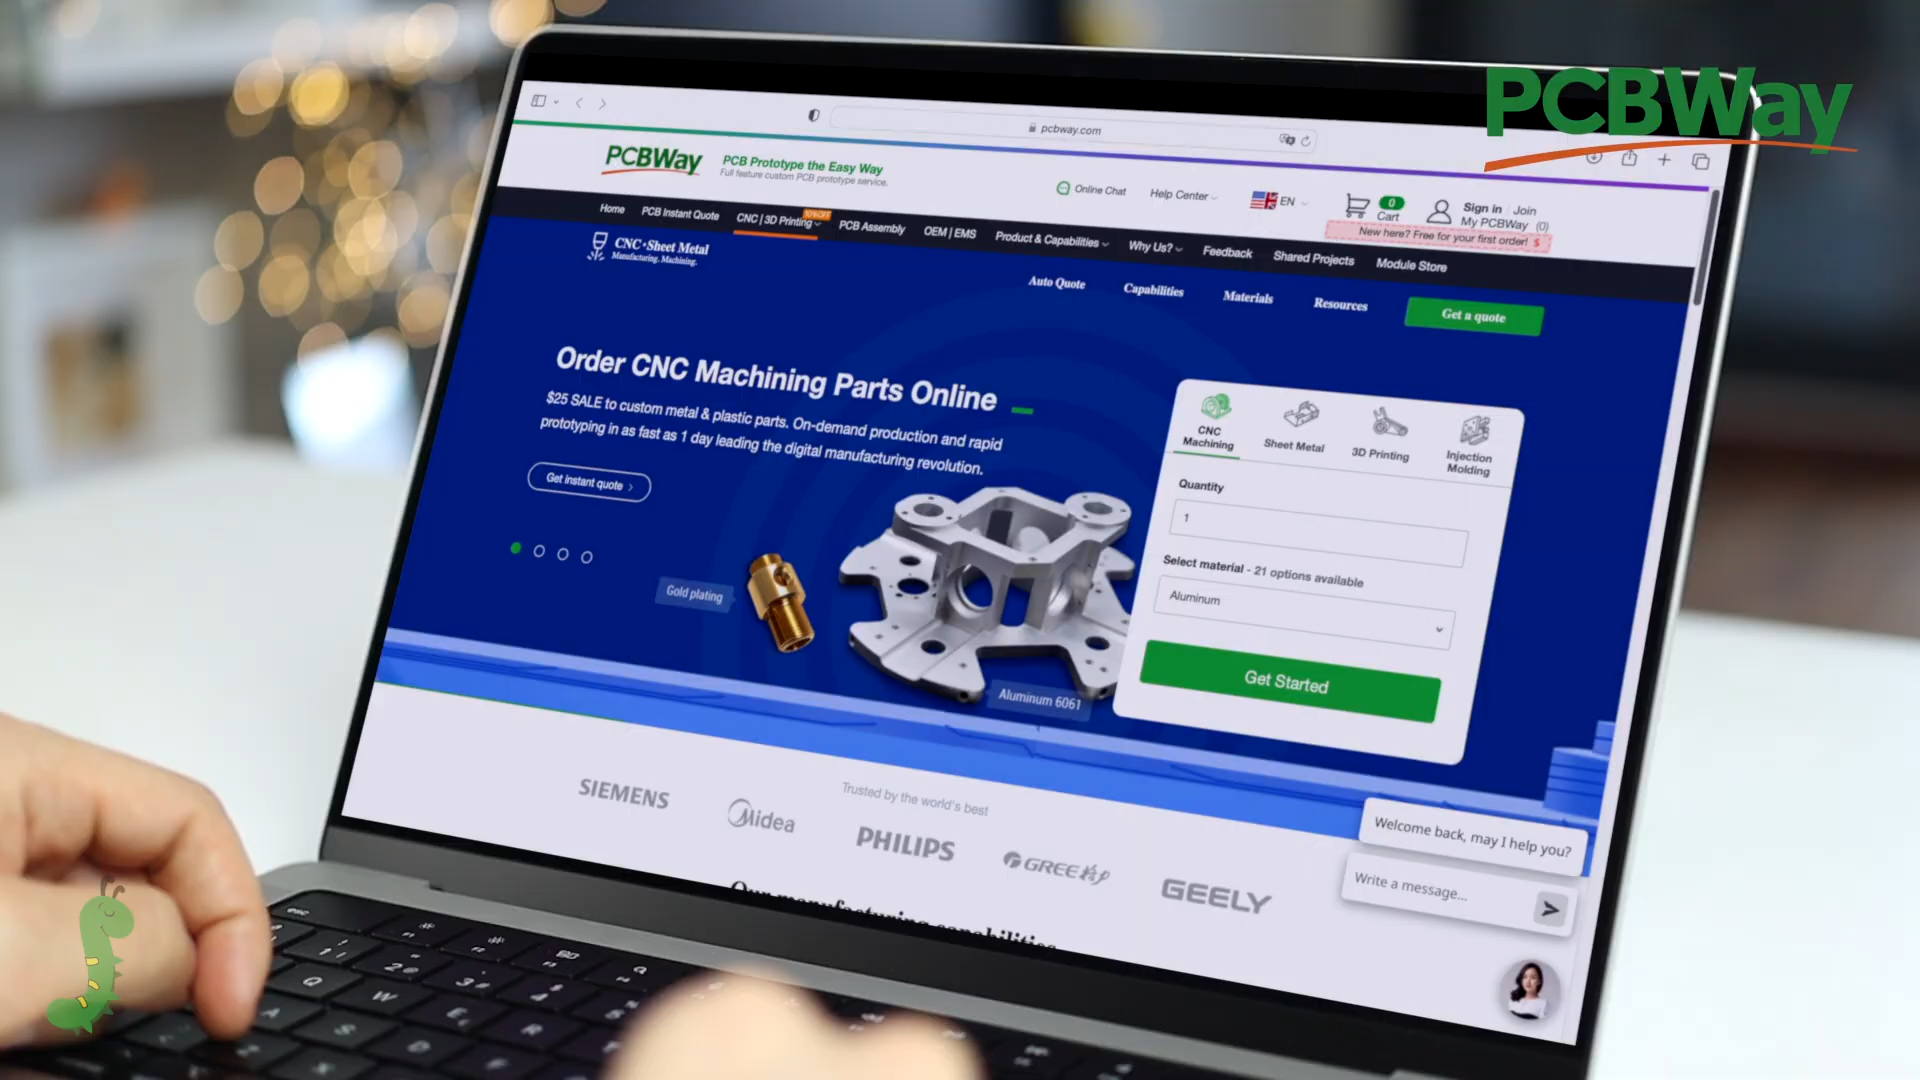 PCBWay
pcbway.com
PCBWay
PCB Prototype the Easy Way
Full feature custom PCB prototype service.
Online Chat
Help Center
EN
0
Cart
Sign in
Join
My PCBWay (0)
New here? Free for your first order! $
Home
PCB Instant Quote
CNC | 3D Printing
PCB Assembly
OEM | EMS
Product & Capabilities
Why Us?
Feedback
Shared Projects
Module Store
CNC•Sheet Metal
Manufacturing. Machining.
Auto Quote
Capabilities
Materials
Resources
Get a quote
Order CNC Machining Parts Online
$25 SALE to custom metal & plastic parts. On-demand production and rapid
prototyping in as fast as 1 day leading the digital manufacturing revolution.
Get instant quote
Gold plating
Aluminum 6061
CNC
Machining
Sheet Metal
3D Printing
Injection
Molding
Quantity
1
Select material - 21 options available
Aluminum
Get Started
Trusted by the world's best
SIEMENS
Midea
PHILIPS
GREE
GEELY
Our manufacturing capabilities
Welcome back, may I help you?
Write a message...
esc
Q
W
E
R
A
S
D
Z
X